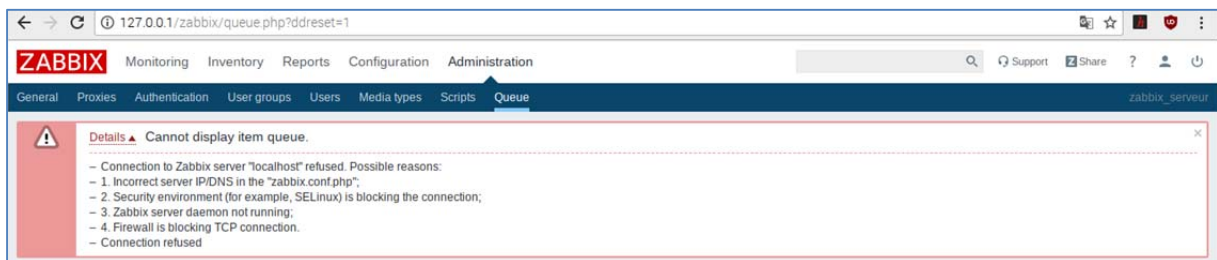 127.0.0.1/zabbix/queue.php?ddreset=1
ZABBIX Monitoring Inventory Reports Configuration Administration Support Z Share ?
General Proxies Authentication User groups Users Media types Scripts Queue zabbix_serveur
Details Cannot display item queue.
– Connection to Zabbix server "localhost" refused. Possible reasons:
– 1. Incorrect server IP/DNS in the "zabbix.conf.php";
– 2. Security environment (for example, SELinux) is blocking the connection;
– 3. Zabbix server daemon not running;
– 4. Firewall is blocking TCP connection.
– Connection refused